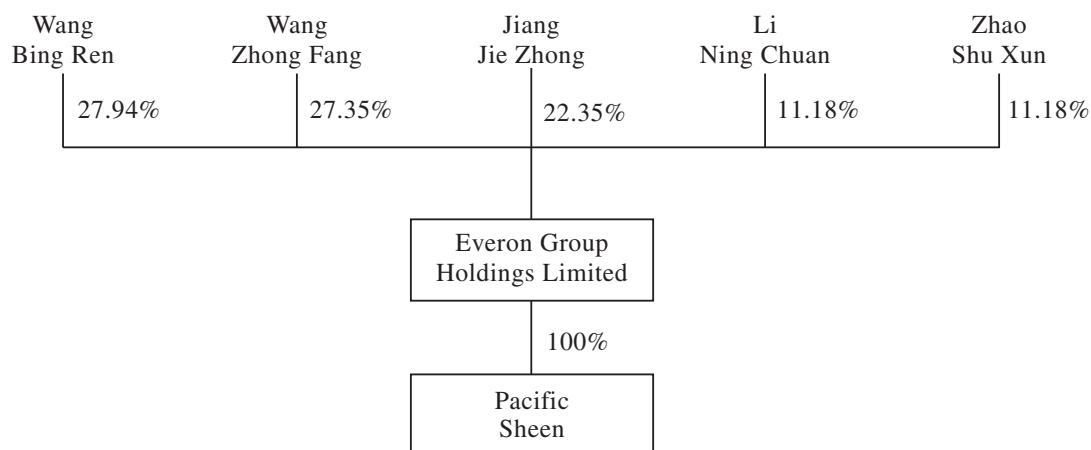 Wang
Bing Ren
Wang
Zhong Fang
Jiang
Jie Zhong
Li
Ning Chuan
Zhao
Shu Xun
27.94%
27.35%
22.35%
11.18%
11.18%
Everon Group
Holdings Limited
100%
Pacific
Sheen